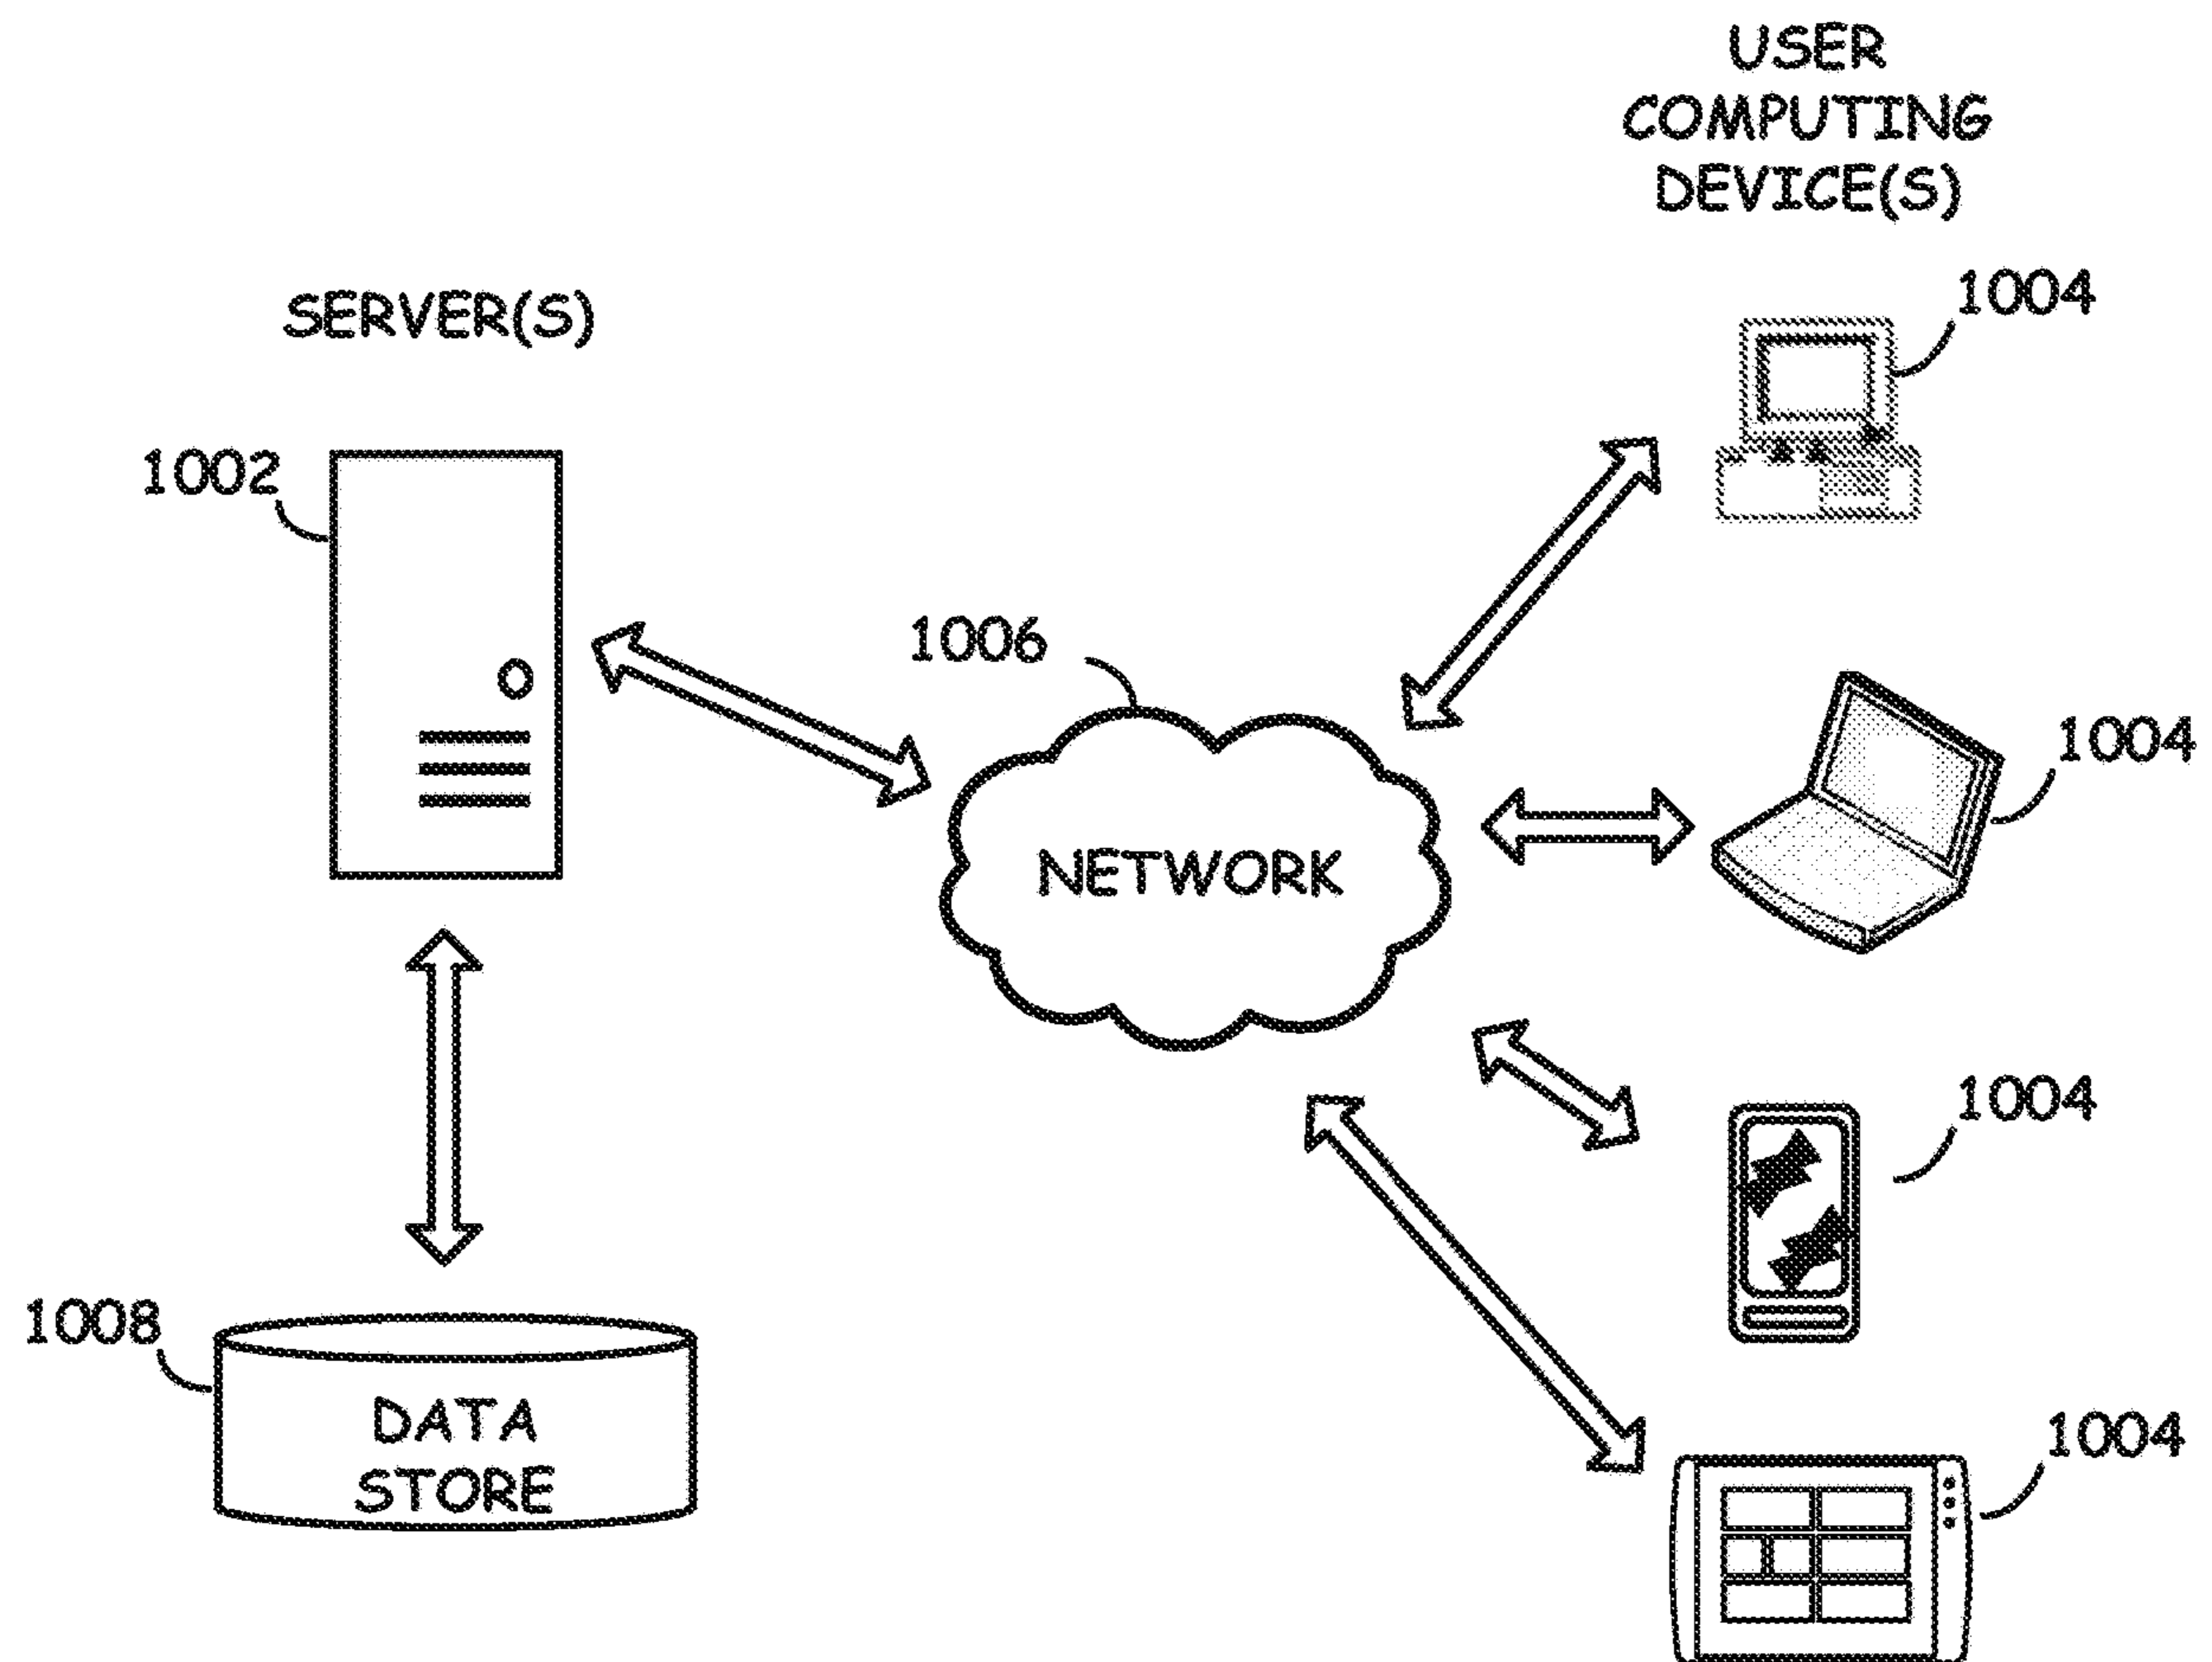 USER
COMPUTING
DEVICE(S)
1004
SERVER(S)
1002
1006
1004
NETWORK
1004
1008
DATA
STORE
1004